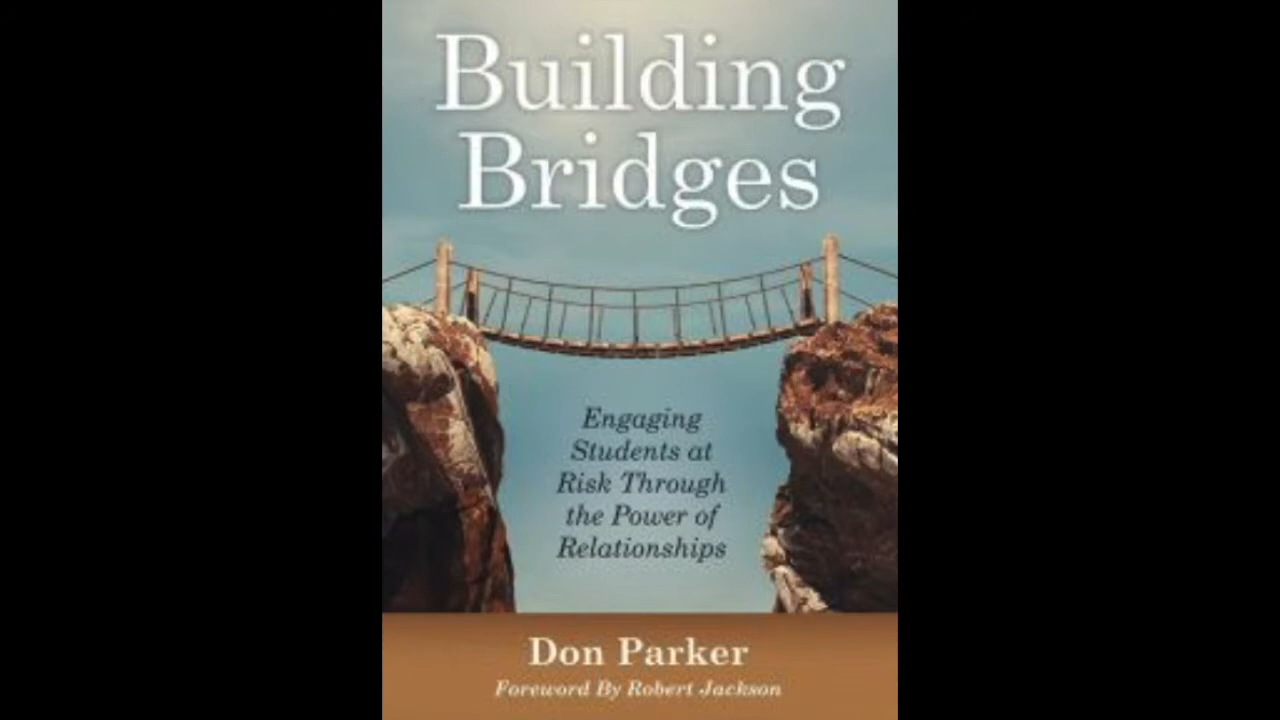 Building
Bridges
Engaging
Students at
Risk Through
the Power of
Relationships
Don Parker
Foreword By Robert Jackson